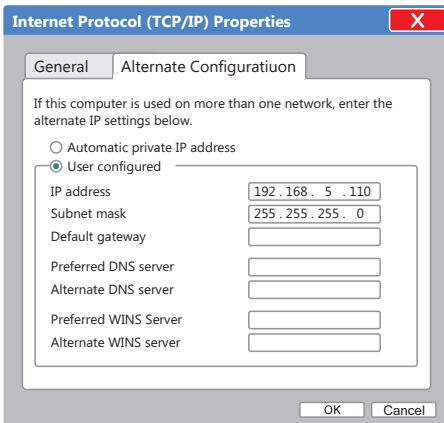 Internet Protocol (TCP/IP) Properties
X
General
Alternate Configuratiuon
If this computer is used on more than one network, enter the
alternate IP settings below.
Automatic private IP address
User configured
IP address 192 . 168 . 5 . 110
Subnet mask 255 . 255 . 255 . 0
Default gateway
Preferred DNS server
Alternate DNS server
Preferred WINS Server
Alternate WINS server
OK Cancel